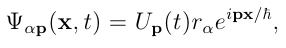 Ψ_{α𝐩}(𝐱, t) = U_𝐩(t)r_α e^{i𝐩𝐱/ℏ},